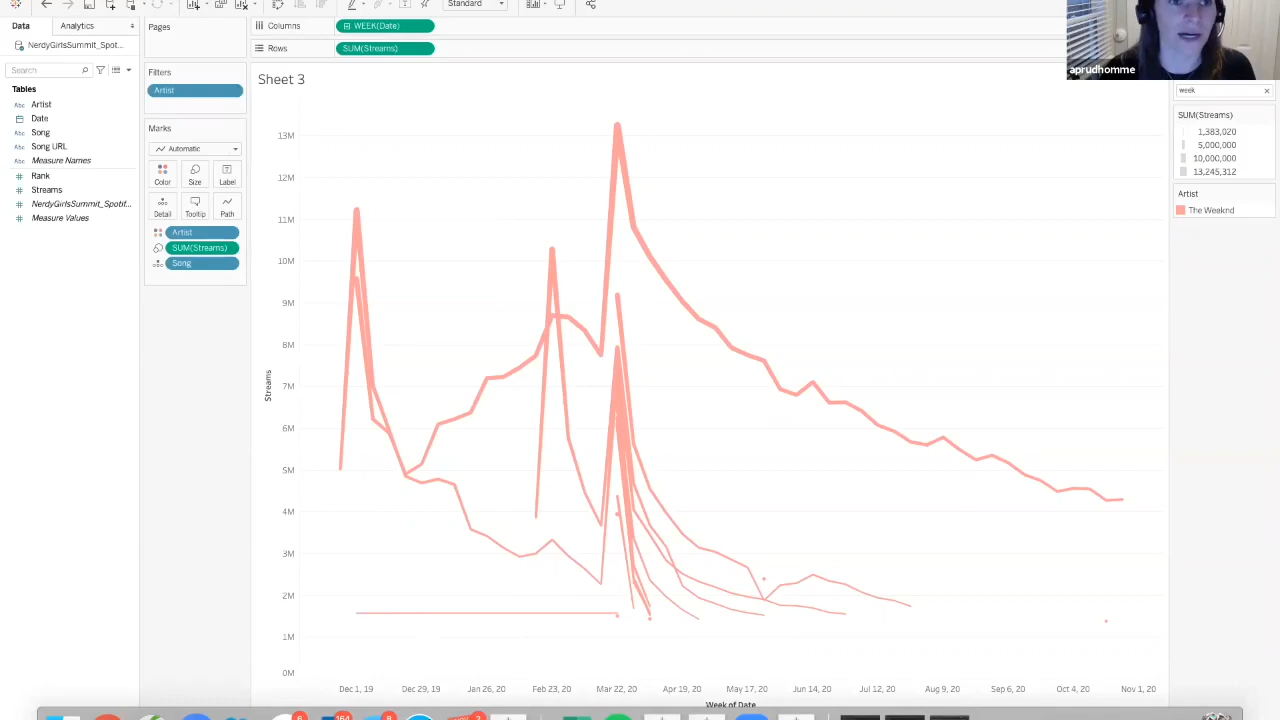 Standard
Data
Analytics
NerdyGirlsSummit_Spot...
Search
Tables
Artist
Date
Song
Song URL
Measure Names
Rank
Streams
NerdyGirlsSummit_Spotif...
Measure Values
Pages
Filters
Artist
Marks
Automatic
Color
Size
Label
Detail
Tooltip
Path
Artist
SUM(Streams)
Song
Columns
WEEK(Date)
Rows
SUM(Streams)
Sheet 3
13M
12M
11M
10M
9M
8M
7M
6M
5M
4M
3M
2M
1M
0M
Streams
Dec 1, 19
Dec 29, 19
Jan 26, 20
Feb 23, 20
Mar 22, 20
Apr 19, 20
May 17, 20
Jun 14, 20
Jul 12, 20
Aug 9, 20
Sep 6, 20
Oct 4, 20
Nov 1, 20
Week of Date
aprudhomme
week
SUM(Streams)
1,383,020
5,000,000
10,000,000
13,245,312
Artist
The Weeknd